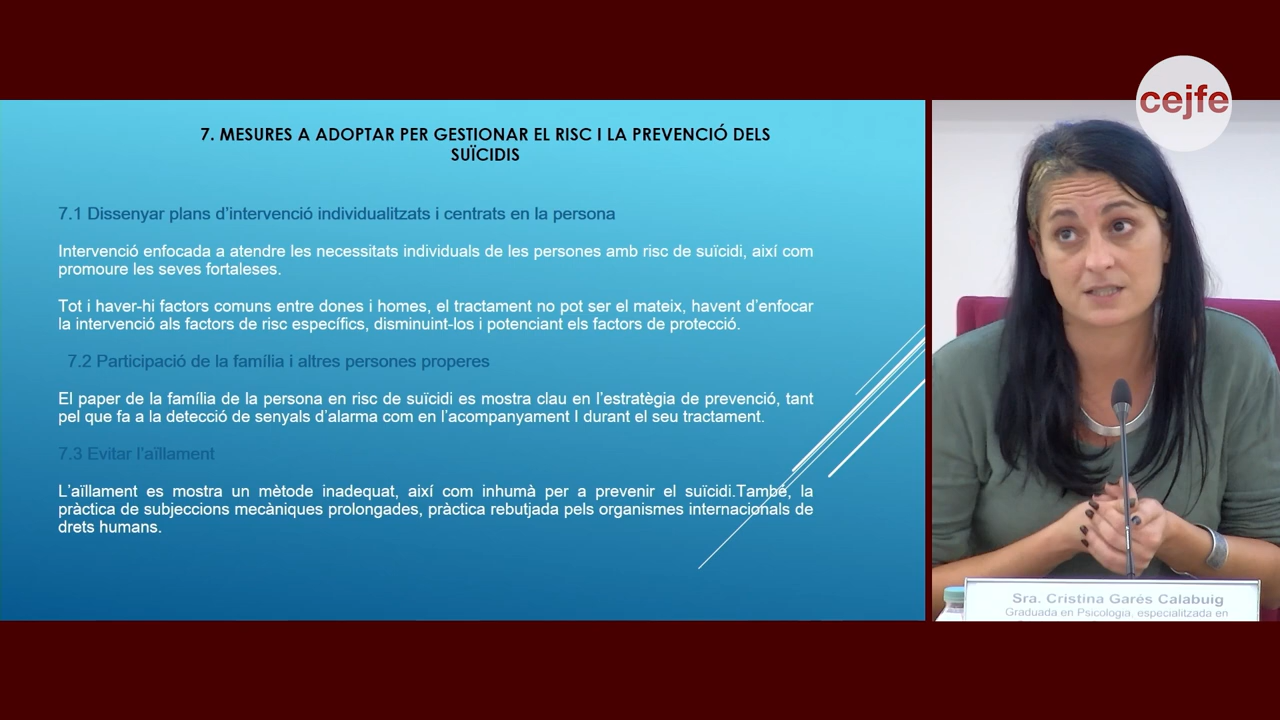 cejfe
7. MESURES A ADOPTAR PER GESTIONAR EL RISC I LA PREVENCIÓ DELS
SUÏCIDIS
7.1 Dissenyar plans d'intervenció individualitzats i centrats en la persona
Intervenció enfocada a atendre les necessitats individuals de les persones amb risc de suïcidi, així com
promoure les seves fortaleses.
Tot i haver-hi factors comuns entre dones i homes, el tractament no pot ser el mateix, havent d'enfocar
la intervenció als factors de risc específics, disminuint-los i potenciant els factors de protecció.
7.2 Participació de la família i altres persones properes
El paper de la família de la persona en risc de suïcidi es mostra clau en l'estratègia de prevenció, tant
pel que fa a la detecció de senyals d'alarma com en l'acompanyament I durant el seu tractament.
7.3 Evitar l'aïllament
L'aïllament es mostra un mètode inadequat, així com inhumà per a prevenir el suïcidi.També, la
pràctica de subjeccions mecàniques prolongades, pràctica rebutjada pels organismes internacionals de
drets humans.
Sra. Cristina Garés Calabuig
Graduada en Psicologia, especialitzada en